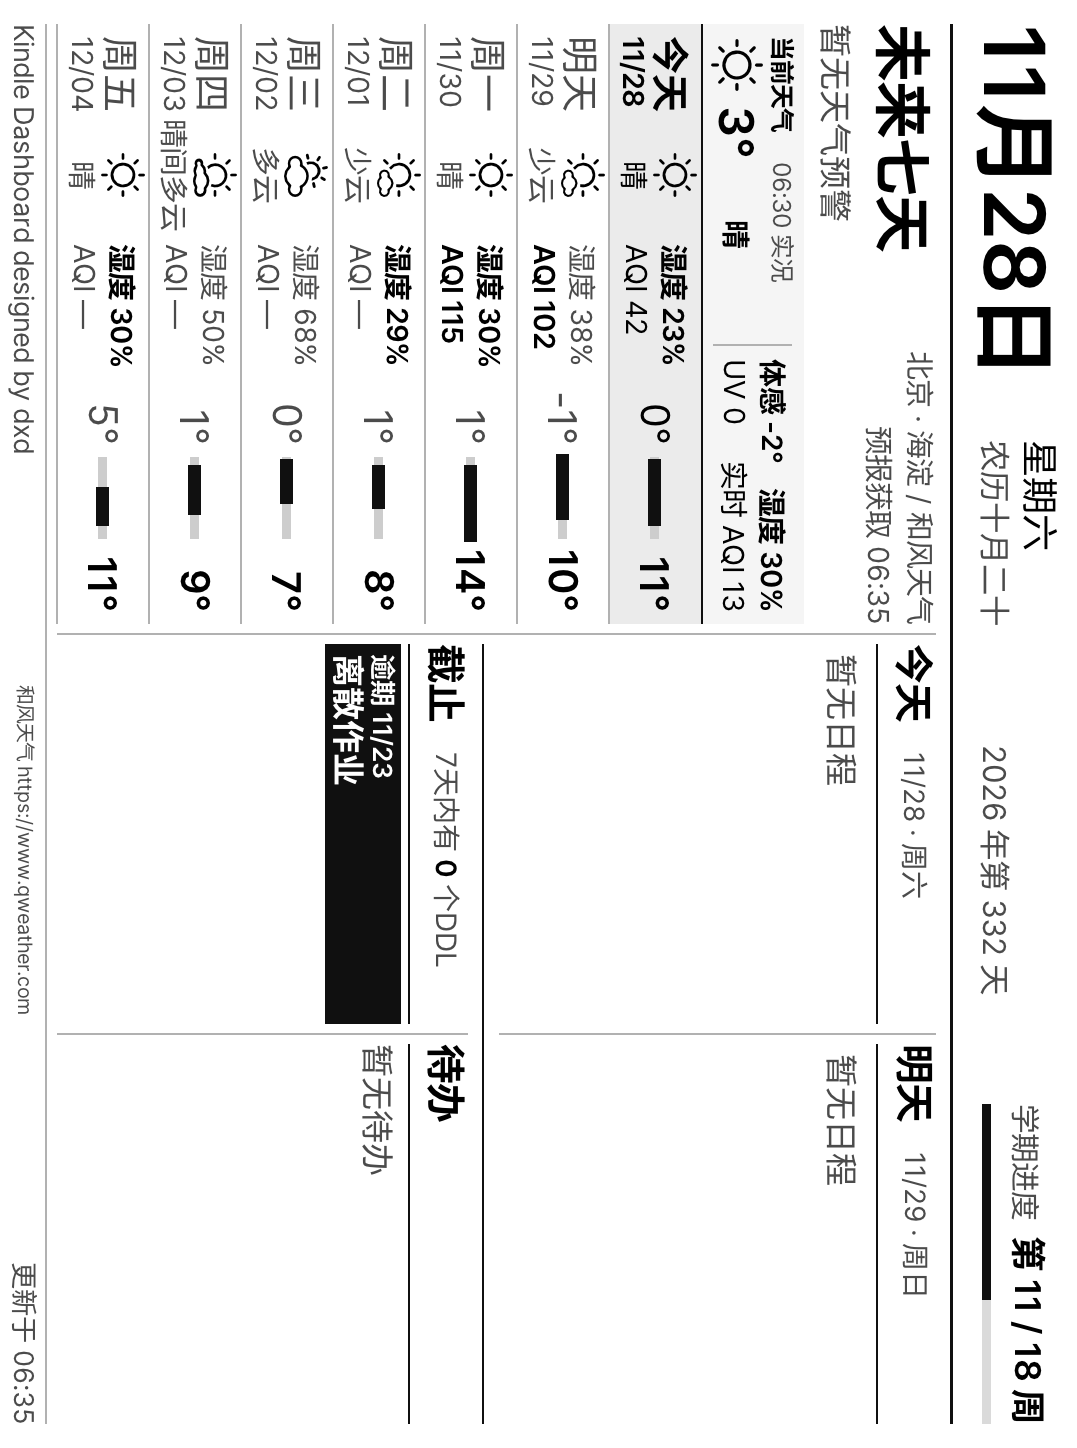 11月28日
星期六
农历十月二十
2026 年第 332 天
学期进度 第 11 / 18 周
未来七天
北京 · 海淀 / 和风天气
预报获取 06:35
暂无天气预警
当前天气 06:30 实况
3° 晴
体感 -2° 湿度 30%
UV 0 实时 AQI 13
今天 11/28 晴 湿度 23% AQI 42 0° 11°
明天 11/29 少云 湿度 38% AQI 102 -1° 10°
周一 11/30 晴 湿度 30% AQI 115 1° 14°
周二 12/01 少云 湿度 29% AQI — 1° 8°
周三 12/02 多云 湿度 68% AQI — 0° 7°
周四 12/03 晴间多云 湿度 50% AQI — 1° 9°
周五 12/04 晴 湿度 30% AQI — 5° 11°
今天 11/28 · 周六
暂无日程
明天 11/29 · 周日
暂无日程
截止 7天内有 0 个DDL
逾期 11/23
离散作业
待办
暂无待办
Kindle Dashboard designed by dxd
和风天气 https://www.qweather.com
更新于 06:35